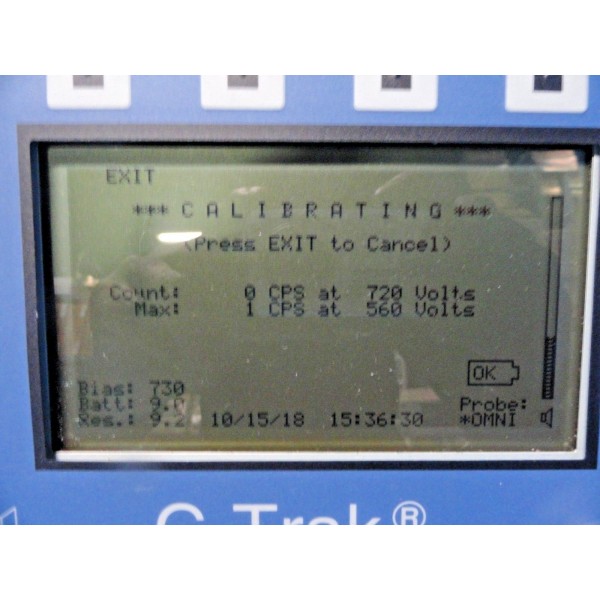 EXIT
*** C A L I B R A T I N G ***
(Press EXIT to Cancel)
Count: 0 CPS at 720 Volts
Max: 1 CPS at 560 Volts
OK
Bias: 730
Batt: 9.0 Probe:
Res.: 9.2 10/15/18 15:36:30 *OMNI
C-Trak®